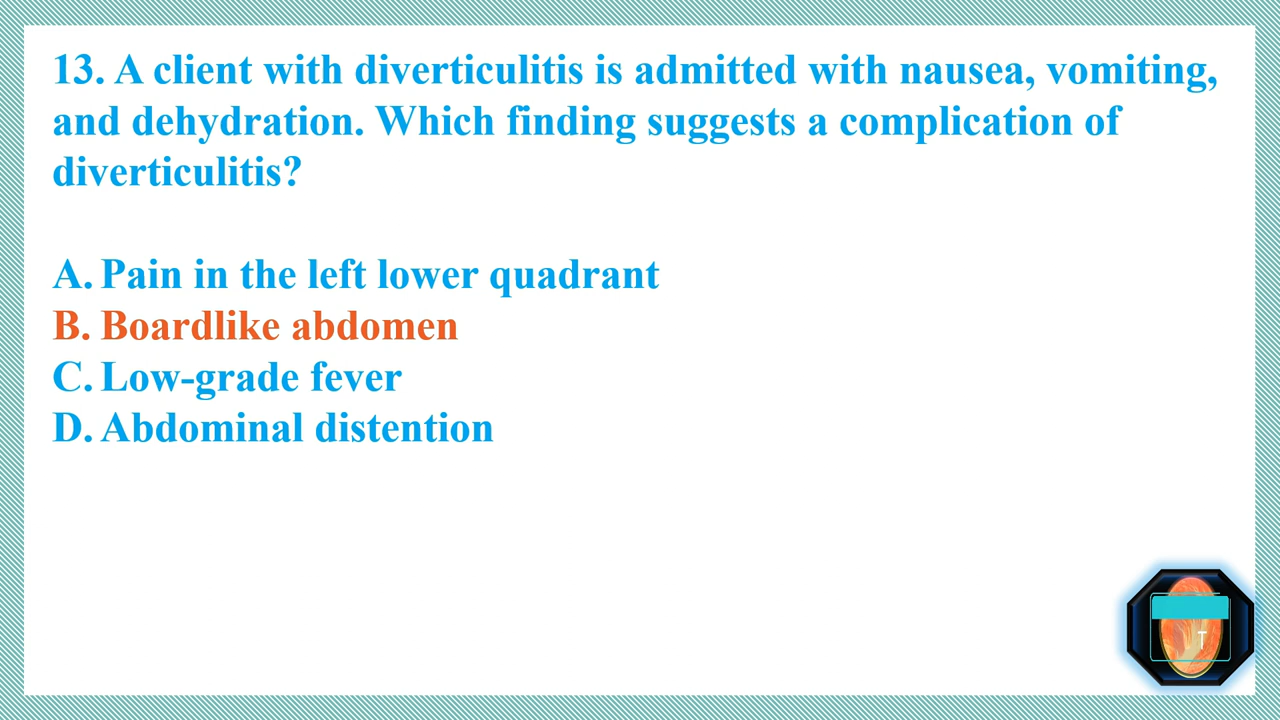 13. A client with diverticulitis is admitted with nausea, vomiting,
and dehydration. Which finding suggests a complication of
diverticulitis?
A. Pain in the left lower quadrant
B. Boardlike abdomen
C. Low-grade fever
D. Abdominal distention
T